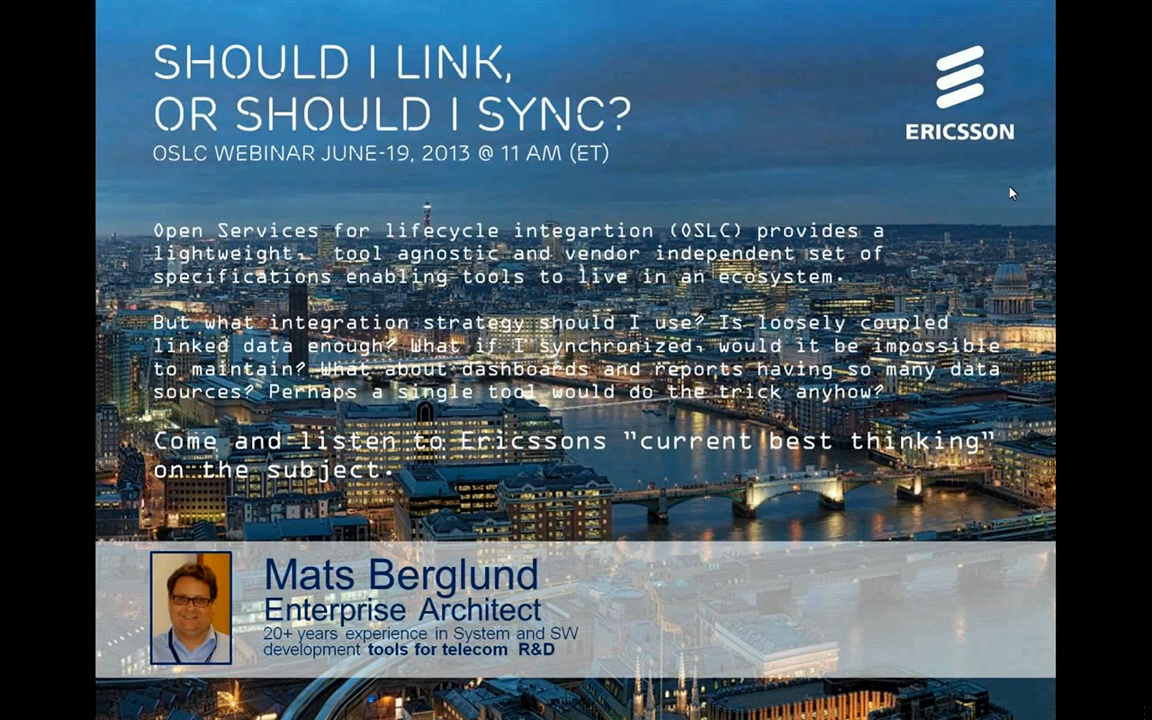 SHOULD I LINK,
OR SHOULD I SYNC?
OSLC WEBINAR JUNE-19, 2013 @ 11 AM (ET)
ERICSSON
Open Services for lifecycle integartion (OSLC) provides a
lightweight, tool agnostic and vendor independent set of
specifications enabling tools to live in an ecosystem.
But what integration strategy should I use? Is loosely coupled
linked data enough? What if I synchronized, would it be impossible
to maintain? What about dashboards and reports having so many data
sources? Perhaps a single tool would do the trick anyhow?
Come and listen to Ericssons "current best thinking"
on the subject.
Mats Berglund
Enterprise Architect
20+ years experience in System and SW
development tools for telecom R&D